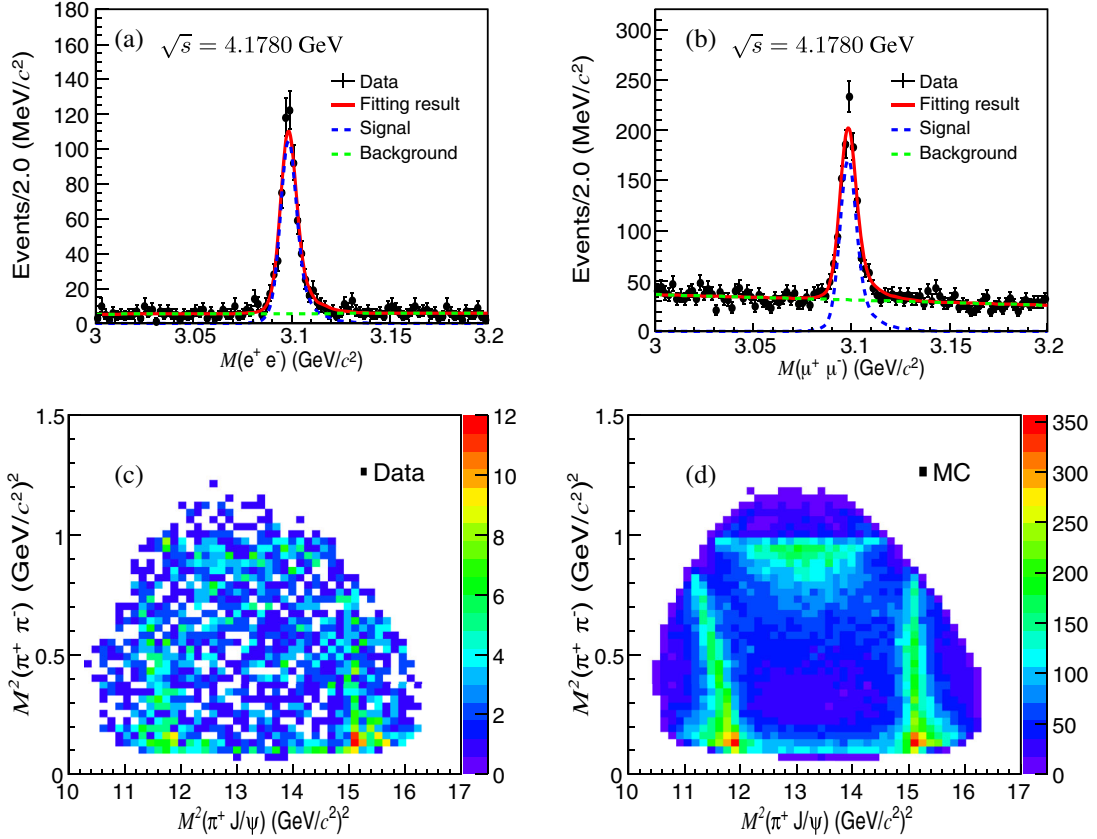 (a) √s = 4.1780 GeV
Data
Fitting result
Signal
Background
Events/2.0 (MeV/c²)
180
160
140
120
100
80
60
40
20
0
3 3.05 3.1 3.15 3.2
M(e⁺ e⁻) (GeV/c²)
(b) √s = 4.1780 GeV
Data
Fitting result
Signal
Background
Events/2.0 (MeV/c²)
300
250
200
150
100
50
0
3 3.05 3.1 3.15 3.2
M(μ⁺ μ⁻) (GeV/c²)
(c) Data
M²(π⁺ π⁻) (GeV/c²)²
1.5
1
0.5
0
10 11 12 13 14 15 16 17
M²(π⁺ J/ψ) (GeV/c²)²
12
10
8
6
4
2
0
(d) MC
M²(π⁺ π⁻) (GeV/c²)²
1.5
1
0.5
0
10 11 12 13 14 15 16 17
M²(π⁺ J/ψ) (GeV/c²)²
350
300
250
200
150
100
50
0